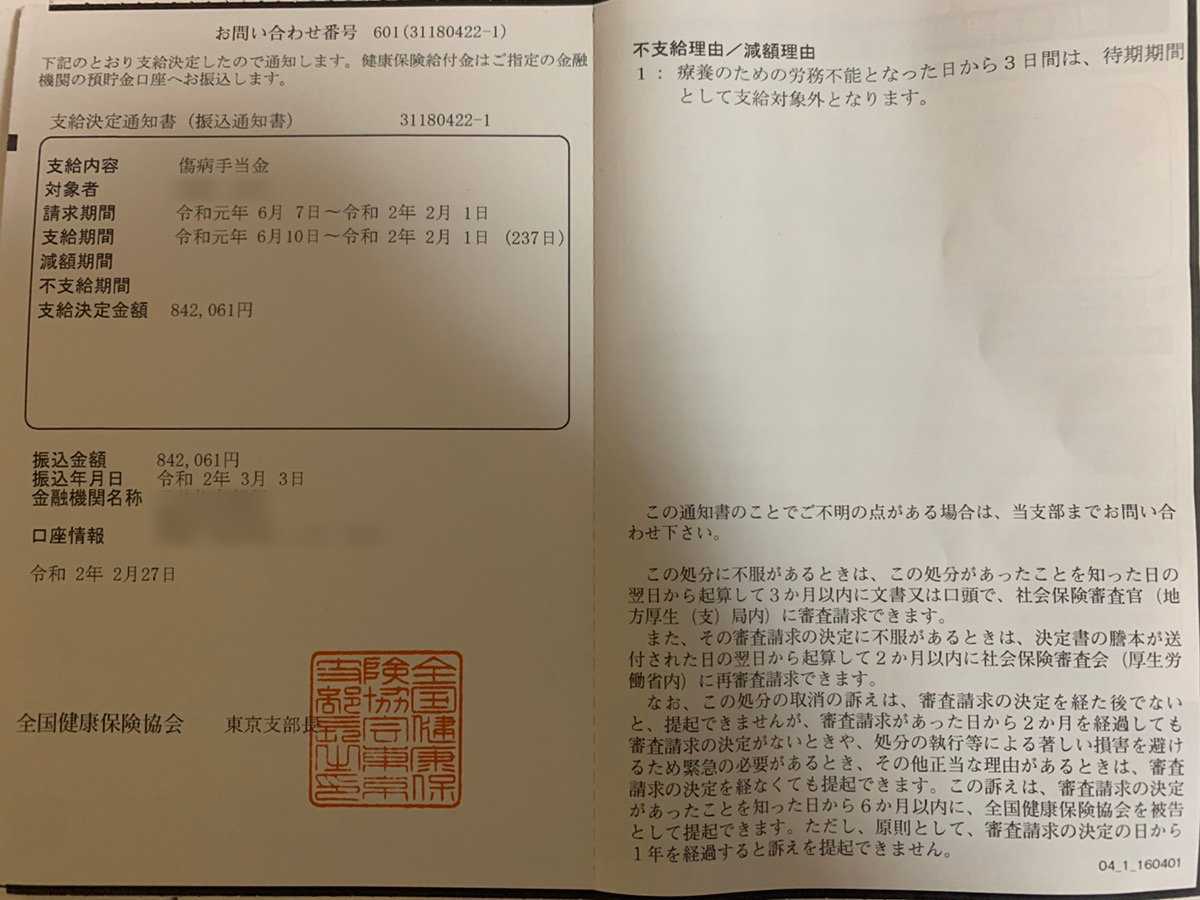 お問い合わせ番号 601(31180422-1)
下記のとおり支給決定したので通知します。健康保険給付金はご指定の金融
機関の預貯金口座へお振込します。
支給決定通知書（振込通知書） 31180422-1
支給内容 傷病手当金
対象者
請求期間 令和元年 6月 7日～令和 2年 2月 1日
支給期間 令和元年 6月10日～令和 2年 2月 1日 (237日)
減額期間
不支給期間
支給決定金額 842,061円
振込金額 842,061円
振込年月日 令和 2年 3月 3日
金融機関名称
口座情報
令和 2年 2月27日
全国健康保険協会 東京支部長
全国健康保
険協会東京
支部長之印
不支給理由／減額理由
1： 療養のための労務不能となった日から3日間は、待期期間
として支給対象外となります。
この通知書のことでご不明の点がある場合は、当支部までお問い合
わせ下さい。
この処分に不服があるときは、この処分があったことを知った日の
翌日から起算して3か月以内に文書又は口頭で、社会保険審査官（地
方厚生（支）局内）に審査請求できます。
また、その審査請求の決定に不服があるときは、決定書の謄本が送
付された日の翌日から起算して2か月以内に社会保険審査会（厚生労
働省内）に再審査請求できます。
なお、この処分の取消の訴えは、審査請求の決定を経た後でない
と、提起できませんが、審査請求があった日から2か月を経過しても
審査請求の決定がないときや、処分の執行等による著しい損害を避け
るため緊急の必要があるとき、その他正当な理由があるときは、審査
請求の決定を経なくても提起できます。この訴えは、審査請求の決定
があったことを知った日から6か月以内に、全国健康保険協会を被告
として提起できます。ただし、原則として、審査請求の決定の日から
1年を経過すると訴えを提起できません。
04_1_160401